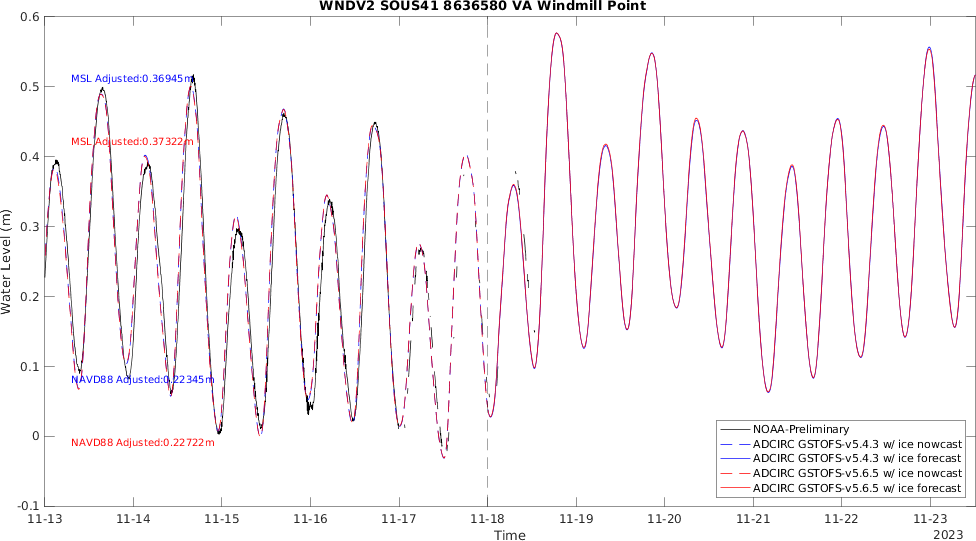 WNDV2 SOUS41 8636580 VA Windmill Point
0.6
0.5
0.4
0.3
0.2
0.1
0
-0.1
Water Level (m)
MSL Adjusted:0.36945m
MSL Adjusted:0.37322m
NAVD88 Adjusted:0.22345m
NAVD88 Adjusted:0.22722m
NOAA-Preliminary
ADCIRC GSTOFS-v5.4.3 w/ ice nowcast
ADCIRC GSTOFS-v5.4.3 w/ ice forecast
ADCIRC GSTOFS-v5.6.5 w/ ice nowcast
ADCIRC GSTOFS-v5.6.5 w/ ice forecast
11-13 11-14 11-15 11-16 11-17 11-18 11-19 11-20 11-21 11-22 11-23
Time
2023